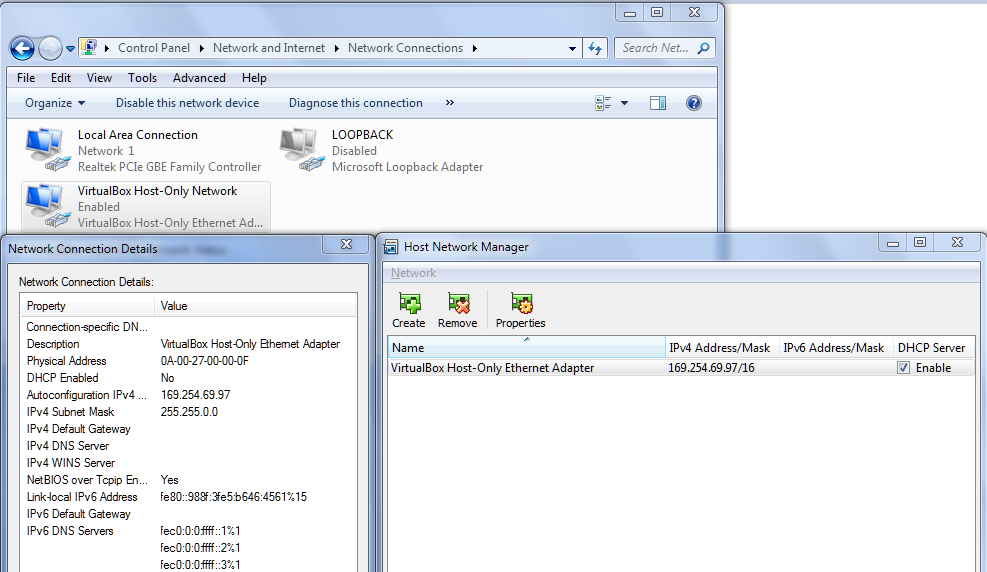 Control Panel
Network and Internet
Network Connections
Search Net...
File Edit View Tools Advanced Help
Organize Disable this network device Diagnose this connection »
Local Area Connection
Network 1
Realtek PCIe GBE Family Controller
LOOPBACK
Disabled
Microsoft Loopback Adapter
VirtualBox Host-Only Network
Enabled
VirtualBox Host-Only Ethernet Ad...
Network Connection Details
Network Connection Details:
Property Value
Connection-specific DN...
Description VirtualBox Host-Only Ethernet Adapter
Physical Address 0A-00-27-00-00-0F
DHCP Enabled No
Autoconfiguration IPv4 ... 169.254.69.97
IPv4 Subnet Mask 255.255.0.0
IPv4 Default Gateway
IPv4 DNS Server
IPv4 WINS Server
NetBIOS over Tcpip En... Yes
Link-local IPv6 Address fe80::988f:3fe5:b646:4561%15
IPv6 Default Gateway
IPv6 DNS Servers fec0:0:0:ffff::1%1
fec0:0:0:ffff::2%1
fec0:0:0:ffff::3%1
Host Network Manager
Network
Create Remove Properties
Name IPv4 Address/Mask IPv6 Address/Mask DHCP Server
VirtualBox Host-Only Ethernet Adapter 169.254.69.97/16 Enable